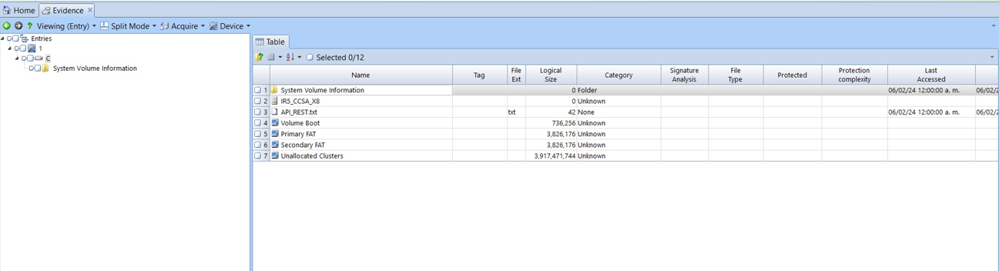 Home Evidence
Viewing (Entry) Split Mode Acquire Device
Entries
1
C
System Volume Information
Table
Selected 0/12
Name Tag File Ext Logical Size Category Signature Analysis File Type Protected Protection complexity Last Accessed
1 System Volume Information 0 Folder 06/02/24 12:00:00 a. m. 06/02/2
2 IR5_CCSA_X8 0 Unknown
3 API_REST.txt txt 42 None 06/02/24 12:00:00 a. m. 06/02/2
4 Volume Boot 736,256 Unknown
5 Primary FAT 3,826,176 Unknown
6 Secondary FAT 3,826,176 Unknown
7 Unallocated Clusters 3,917,471,744 Unknown